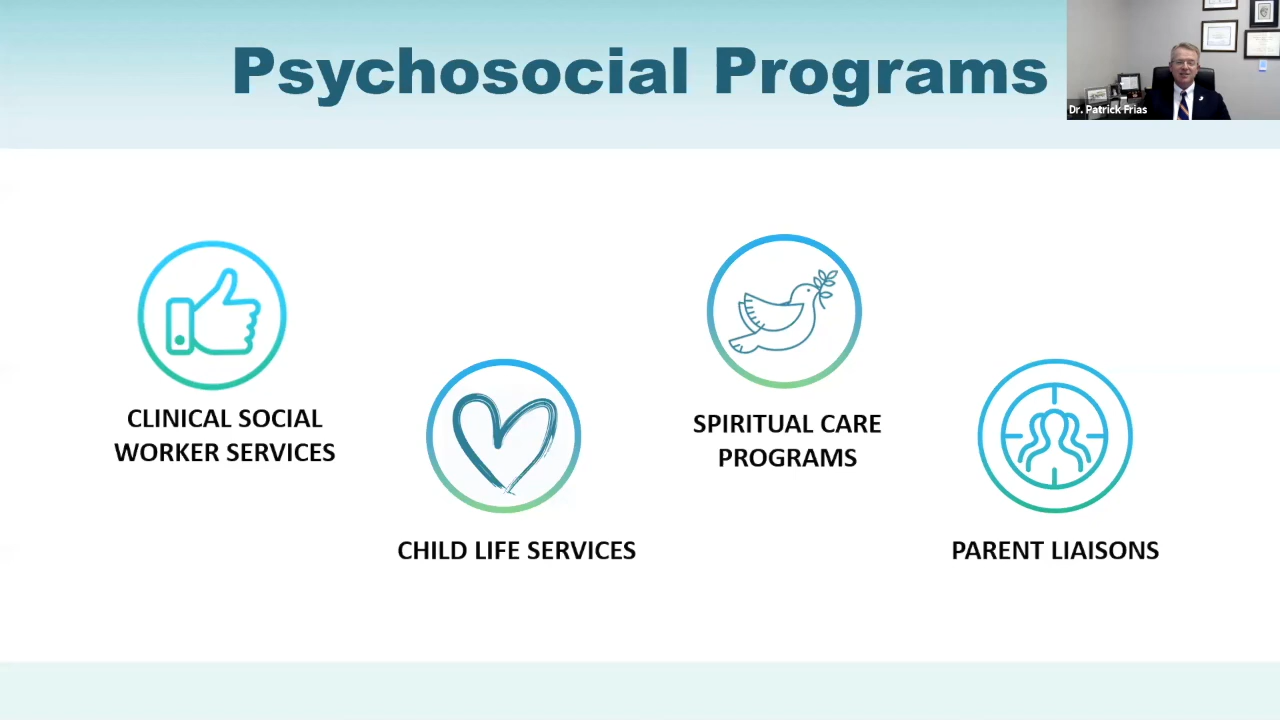 Psychosocial Programs
Dr. Patrick Frias
CLINICAL SOCIAL
WORKER SERVICES
CHILD LIFE SERVICES
SPIRITUAL CARE
PROGRAMS
PARENT LIAISONS